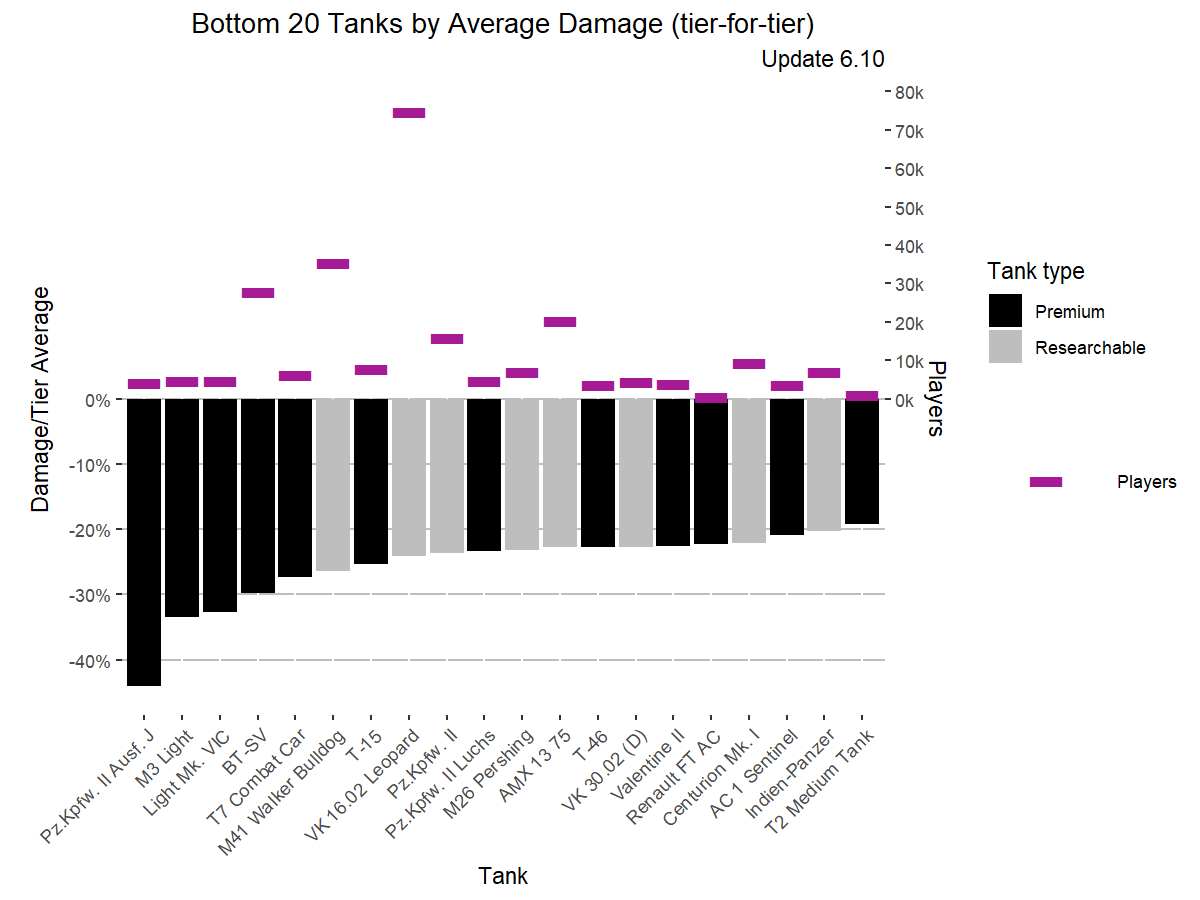 Bottom 20 Tanks by Average Damage (tier-for-tier)
Update 6.10
80k
70k
60k
50k
40k
30k
20k
10k
0k
Players
Damage/Tier Average
0%
-10%
-20%
-30%
-40%
Tank type
Premium
Researchable
Players
Pz.Kpfw. II Ausf. J
M3 Light
Light Mk. VIC
BT-SV
T7 Combat Car
M41 Walker Bulldog
T-15
VK 16.02 Leopard
Pz.Kpfw. II
Pz.Kpfw. II Luchs
M26 Pershing
AMX 13 75
T-46
VK 30.02 (D)
Valentine II
Renault FT AC
Centurion Mk. I
AC 1 Sentinel
Indien-Panzer
T2 Medium Tank
Tank